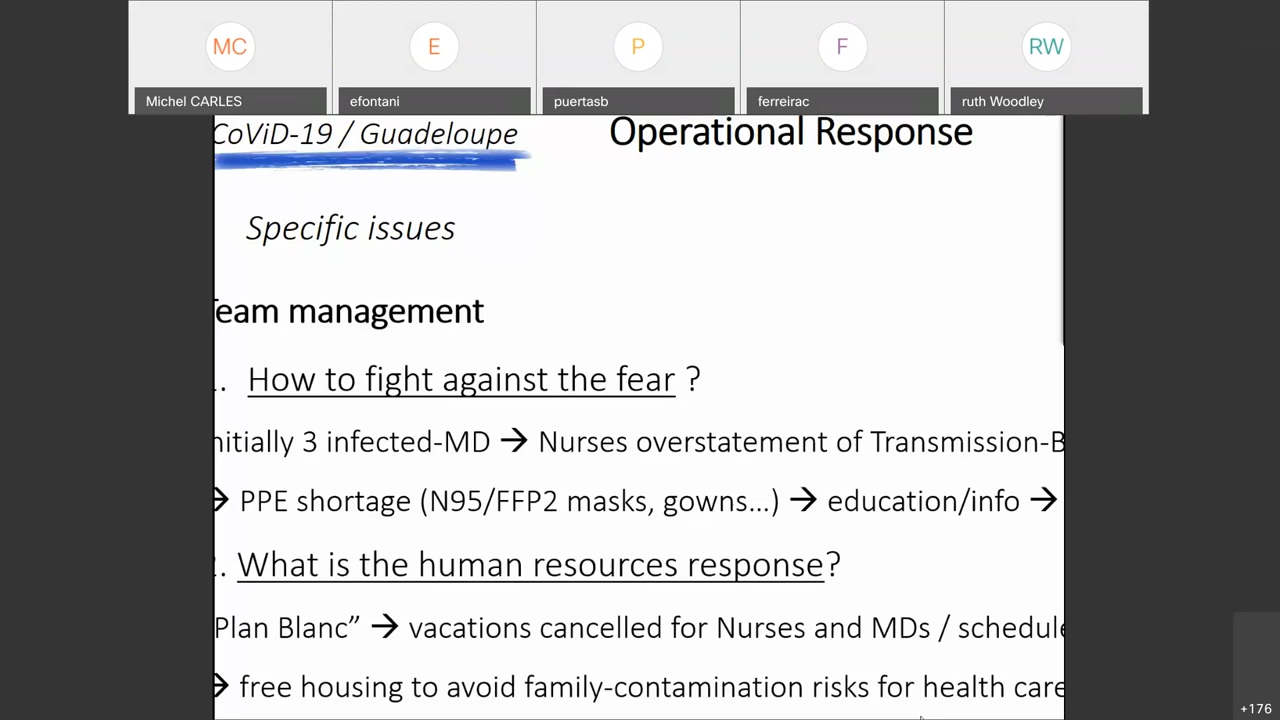 MC
E
P
F
RW
Michel CARLES
efontani
puertasb
ferreirac
ruth Woodley
CoViD-19 / Guadeloupe
Operational Response
Specific issues
eam management
. How to fight against the fear ?
nitially 3 infected-MD → Nurses overstatement of Transmission-B
→ PPE shortage (N95/FFP2 masks, gowns...) → education/info →
. What is the human resources response?
Plan Blanc” → vacations cancelled for Nurses and MDs / schedule
→ free housing to avoid family-contamination risks for health care
+176